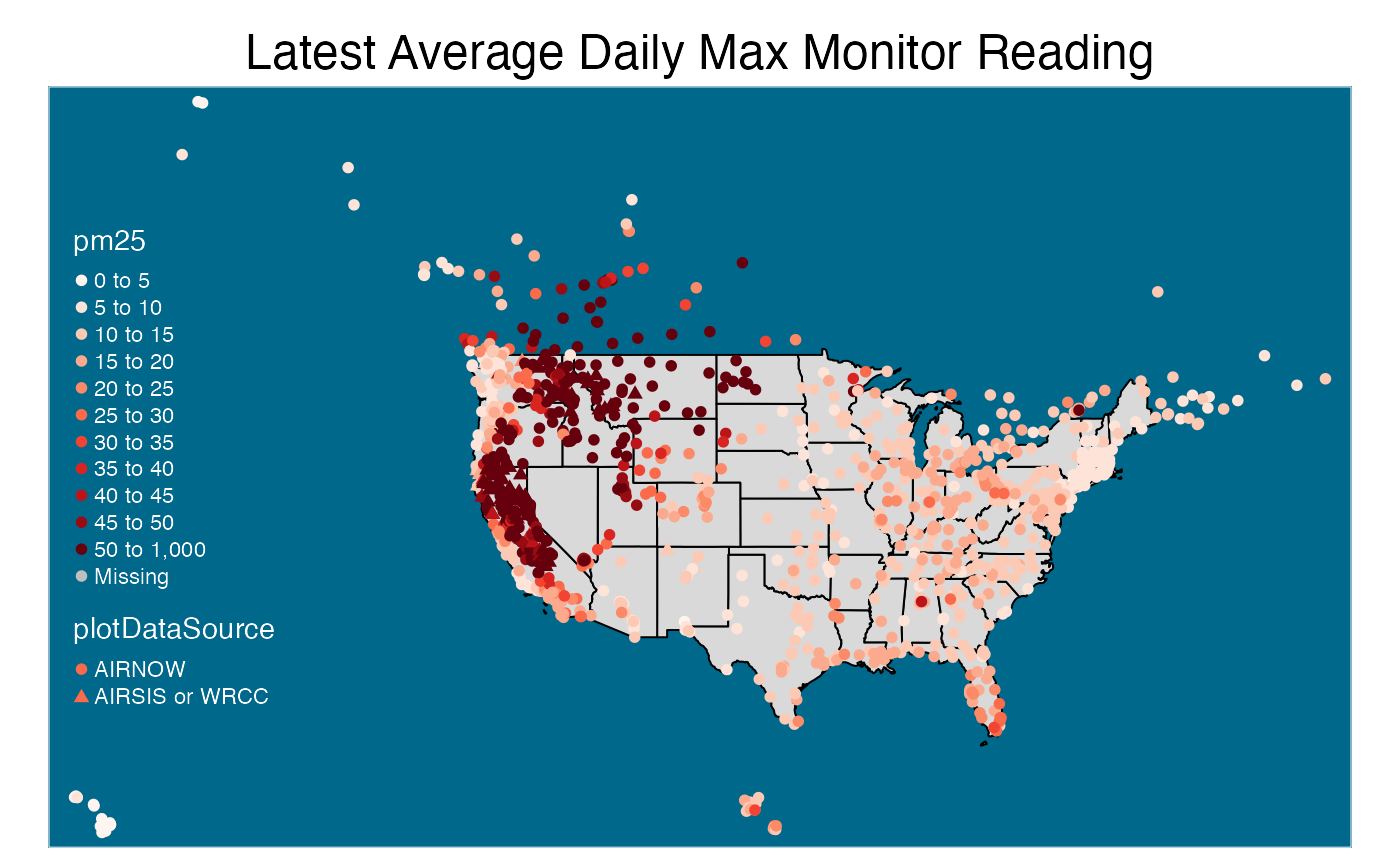 Latest Average Daily Max Monitor Reading
pm25
0 to 5
5 to 10
10 to 15
15 to 20
20 to 25
25 to 30
30 to 35
35 to 40
40 to 45
45 to 50
50 to 1,000
Missing
plotDataSource
AIRNOW
AIRSIS or WRCC